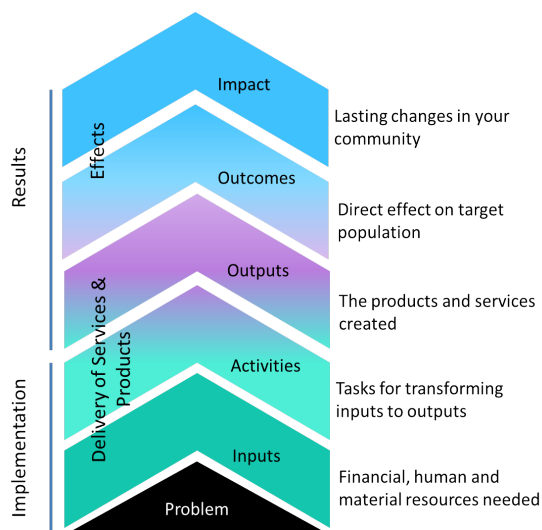 Impact
Lasting changes in your
community
Effects
Results
Outcomes
Direct effect on target
population
Outputs
The products and services
created
Delivery of Services &
Products
Activities
Tasks for transforming
inputs to outputs
Implementation
Inputs
Financial, human and
material resources needed
Problem